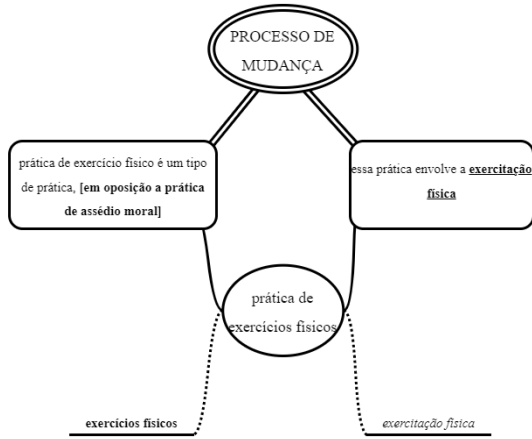 PROCESSO DE
MUDANÇA
prática de exercício físico é um tipo
de prática, [em oposição a prática
de assédio moral]
essa prática envolve a exercitação
física
prática de
exercícios físicos
exercícios físicos
exercitação física